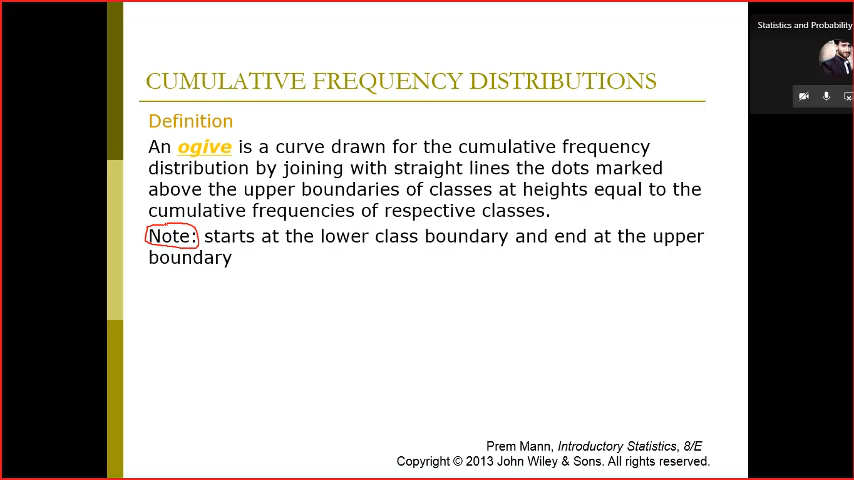 Statistics and Probability
CUMULATIVE FREQUENCY DISTRIBUTIONS
Definition
An ogive is a curve drawn for the cumulative frequency
distribution by joining with straight lines the dots marked
above the upper boundaries of classes at heights equal to the
cumulative frequencies of respective classes.
Note: starts at the lower class boundary and end at the upper
boundary
Prem Mann, Introductory Statistics, 8/E
Copyright © 2013 John Wiley & Sons. All rights reserved.